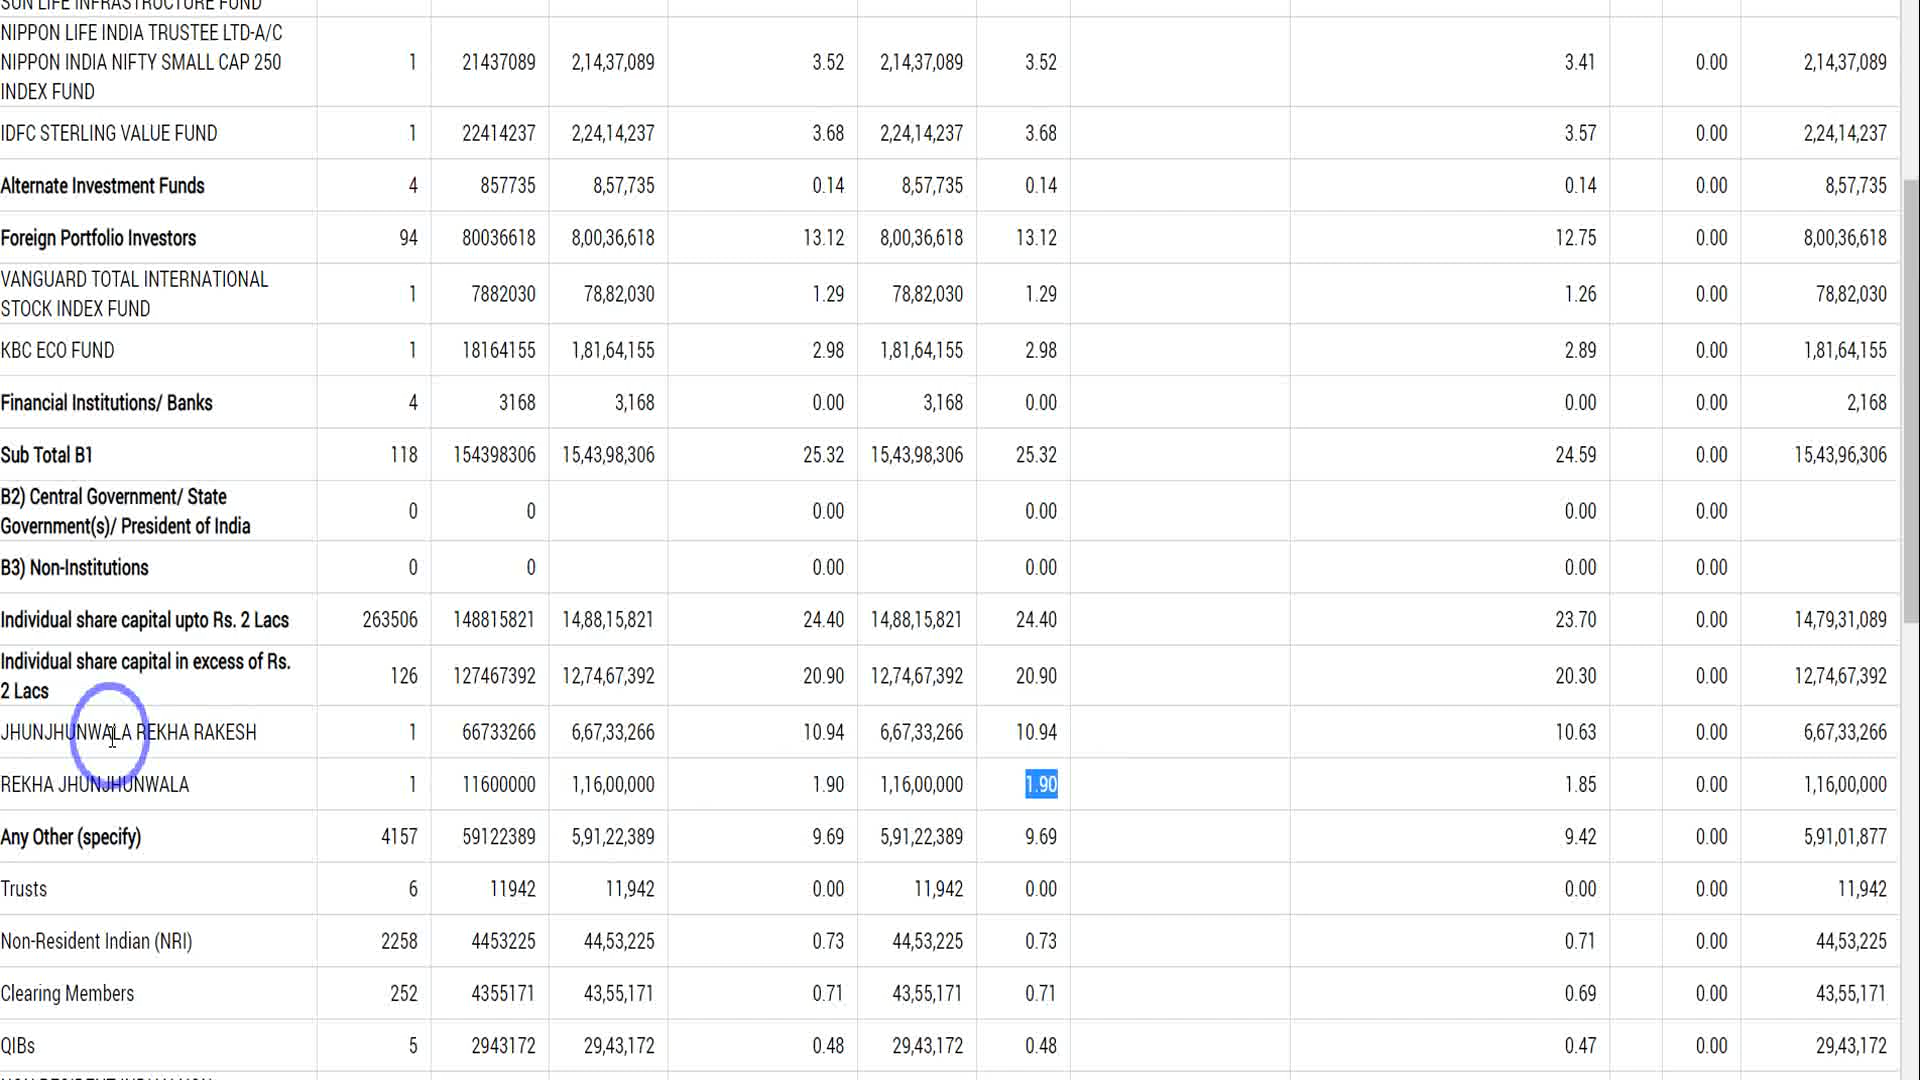 SUN LIFE INFRASTRUCTURE FUND
NIPPON LIFE INDIA TRUSTEE LTD-A/C
NIPPON INDIA NIFTY SMALL CAP 250
INDEX FUND
1 21437089 2,14,37,089 3.52 2,14,37,089 3.52 3.41 0.00 2,14,37,089
IDFC STERLING VALUE FUND 1 22414237 2,24,14,237 3.68 2,24,14,237 3.68 3.57 0.00 2,24,14,237
Alternate Investment Funds 4 857735 8,57,735 0.14 8,57,735 0.14 0.14 0.00 8,57,735
Foreign Portfolio Investors 94 80036618 8,00,36,618 13.12 8,00,36,618 13.12 12.75 0.00 8,00,36,618
VANGUARD TOTAL INTERNATIONAL
STOCK INDEX FUND
1 7882030 78,82,030 1.29 78,82,030 1.29 1.26 0.00 78,82,030
KBC ECO FUND 1 18164155 1,81,64,155 2.98 1,81,64,155 2.98 2.89 0.00 1,81,64,155
Financial Institutions/ Banks 4 3168 3,168 0.00 3,168 0.00 0.00 0.00 2,168
Sub Total B1 118 154398306 15,43,98,306 25.32 15,43,98,306 25.32 24.59 0.00 15,43,96,306
B2) Central Government/ State
Government(s)/ President of India
0 0 0.00 0.00 0.00 0.00
B3) Non-Institutions 0 0 0.00 0.00 0.00 0.00
Individual share capital upto Rs. 2 Lacs 263506 148815821 14,88,15,821 24.40 14,88,15,821 24.40 23.70 0.00 14,79,31,089
Individual share capital in excess of Rs.
2 Lacs
126 127467392 12,74,67,392 20.90 12,74,67,392 20.90 20.30 0.00 12,74,67,392
JHUNJHUNWALA REKHA RAKESH 1 66733266 6,67,33,266 10.94 6,67,33,266 10.94 10.63 0.00 6,67,33,266
REKHA JHUNJHUNWALA 1 11600000 1,16,00,000 1.90 1,16,00,000 1.90 1.85 0.00 1,16,00,000
Any Other (specify) 4157 59122389 5,91,22,389 9.69 5,91,22,389 9.69 9.42 0.00 5,91,01,877
Trusts 6 11942 11,942 0.00 11,942 0.00 0.00 0.00 11,942
Non-Resident Indian (NRI) 2258 4453225 44,53,225 0.73 44,53,225 0.73 0.71 0.00 44,53,225
Clearing Members 252 4355171 43,55,171 0.71 43,55,171 0.71 0.69 0.00 43,55,171
QIBs 5 2943172 29,43,172 0.48 29,43,172 0.48 0.47 0.00 29,43,172